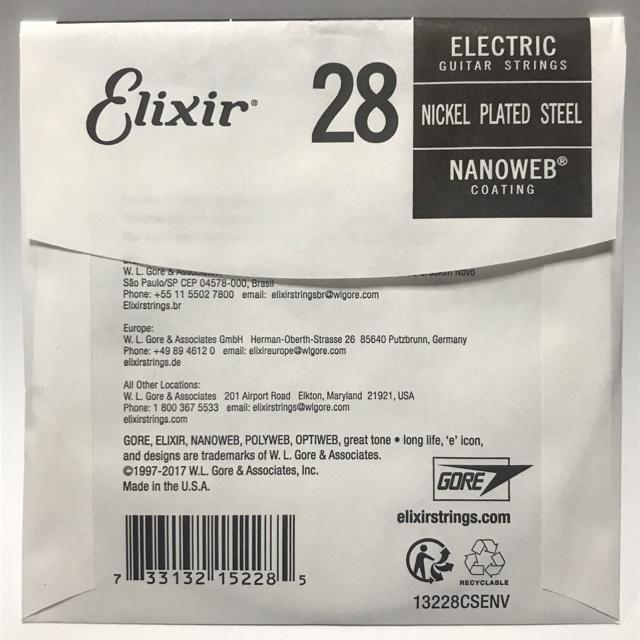 Elixir®
28
ELECTRIC
GUITAR STRINGS
NICKEL PLATED STEEL
NANOWEB®
COATING
W. L. Gore & Novo
São Paulo/SP CEP 04578-000, Brasil
Phone: +55 11 5502 7800 email: elixirstringsbr@wlgore.com
Elixirstrings.br
Europe:
W. L. Gore & Associates GmbH Herman-Oberth-Strasse 26 85640 Putzbrunn, Germany
Phone: +49 89 4612 0 email: elixireurope@wlgore.com
elixirstrings.de
All Other Locations:
W. L. Gore & Associates 201 Airport Road Elkton, Maryland 21921, USA
Phone: 1 800 367 5533 email: elixirstrings@wlgore.com
elixirstrings.com
GORE, ELIXIR, NANOWEB, POLYWEB, OPTIWEB, great tone • long life, 'e' icon,
and designs are trademarks of W. L. Gore & Associates.
©1997-2017 W.L. Gore & Associates, Inc.
Made in the U.S.A.
GORE
elixirstrings.com
7 33132 15228 5
RECYCLABLE
13228CSENV